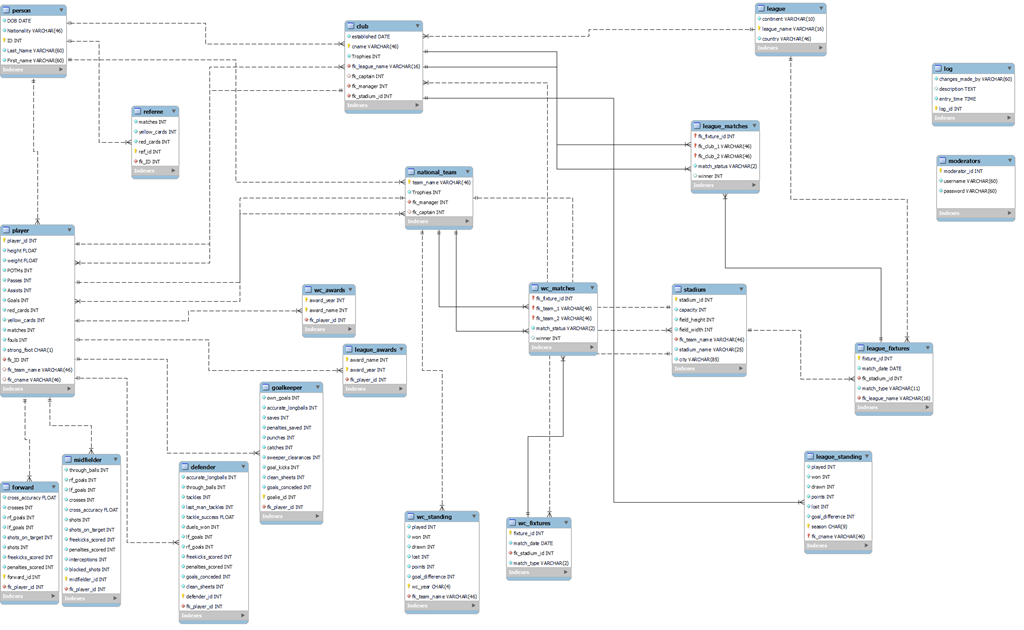 person
DOB DATE
Nationality VARCHAR(46)
ID INT
Last_Name VARCHAR(60)
First_name VARCHAR(60)
Indexes
club
established DATE
cname VARCHAR(46)
Trophies INT
fk_league_name VARCHAR(16)
fk_captain INT
fk_manager INT
fk_stadium_id INT
Indexes
league
continent VARCHAR(10)
league_name VARCHAR(16)
country VARCHAR(46)
Indexes
log
changes_made_by VARCHAR(60)
description TEXT
entry_time TIME
log_id INT
Indexes
referee
matches INT
yellow_cards INT
red_cards INT
ref_id INT
fk_ID INT
Indexes
league_matches
fk_fixture_id INT
fk_club_1 VARCHAR(46)
fk_club_2 VARCHAR(46)
match_status VARCHAR(2)
winner INT
Indexes
moderators
moderator_id INT
username VARCHAR(60)
password VARCHAR(60)
Indexes
national_team
team_name VARCHAR(46)
Trophies INT
fk_manager INT
fk_captain INT
Indexes
player
player_id INT
height FLOAT
weight FLOAT
POTMs INT
Passes INT
Assists INT
Goals INT
red_cards INT
yellow_cards INT
matches INT
fouls INT
strong_foot CHAR(1)
fk_ID INT
fk_team_name VARCHAR(46)
fk_cname VARCHAR(46)
Indexes
wc_awards
award_year INT
award_name INT
fk_player_id INT
Indexes
wc_matches
fk_fixture_id INT
fk_team_1 VARCHAR(46)
fk_team_2 VARCHAR(46)
match_status VARCHAR(2)
winner INT
Indexes
stadium
stadium_id INT
capacity INT
field_height INT
field_width INT
fk_team_name VARCHAR(46)
stadium_name VARCHAR(25)
city VARCHAR(85)
Indexes
league_awards
award_name INT
award_year INT
fk_player_id INT
Indexes
league_fixtures
fixture_id INT
match_date DATE
fk_stadium_id INT
match_type VARCHAR(11)
fk_league_name VARCHAR(16)
Indexes
goalkeeper
own_goals INT
accurate_longballs INT
saves INT
penalties_saved INT
punches INT
catches INT
sweeper_clearances INT
goal_kicks INT
clean_sheets INT
goals_conceded INT
goalie_id INT
fk_player_id INT
Indexes
midfielder
through_balls INT
rf_goals INT
lf_goals INT
crosses INT
cross_accuracy FLOAT
shots INT
shots_on_target INT
freekicks_scored INT
penalties_scored INT
interceptions INT
blocked_shots INT
midfielder_id INT
fk_player_id INT
Indexes
defender
accurate_longballs INT
through_balls INT
tackles INT
last_man_tackles INT
tackle_success FLOAT
duels_won INT
lf_goals INT
rf_goals INT
freekicks_scored INT
penalties_scored INT
goals_conceded INT
clean_sheets INT
defender_id INT
fk_player_id INT
Indexes
forward
cross_accuracy FLOAT
crosses INT
rf_goals INT
lf_goals INT
shots_on_target INT
shots INT
freekicks_scored INT
penalties_scored INT
forward_id INT
fk_player_id INT
Indexes
wc_standing
played INT
won INT
drawn INT
lost INT
points INT
goal_difference INT
wc_year CHAR(4)
fk_team_name VARCHAR(46)
Indexes
wc_fixtures
fixture_id INT
match_date DATE
fk_stadium_id INT
match_type VARCHAR(2)
Indexes
league_standing
played INT
won INT
drawn INT
points INT
lost INT
goal_difference INT
season CHAR(9)
fk_cname VARCHAR(46)
Indexes